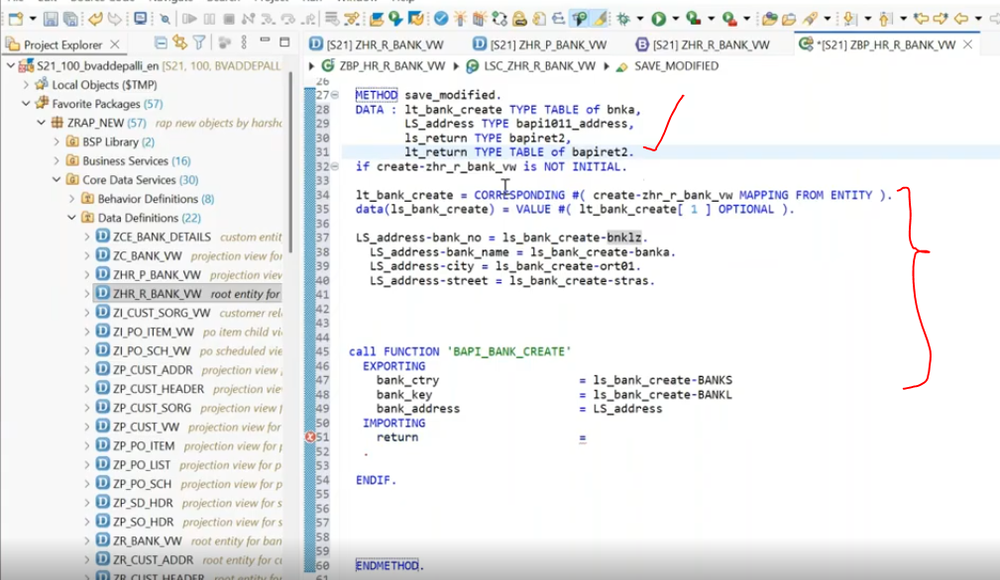 Project Explorer
[S21] ZHR_R_BANK_VW
[S21] ZHR_P_BANK_VW
[S21] ZHR_R_BANK_VW
*[S21] ZBP_HR_R_BANK_VW
ZBP_HR_R_BANK_VW
LSC_ZHR_R_BANK_VW
SAVE_MODIFIED
S21_100_bvaddepalli_en [S21, 100, BVADDEPALL
Local Objects ($TMP)
Favorite Packages (57)
ZRAP_NEW (57) rap new objects by harsh
BSP Library (2)
Business Services (16)
Core Data Services (30)
Behavior Definitions (8)
Data Definitions (22)
ZCE_BANK_DETAILS custom entit
ZC_BANK_VW projection view fo
ZHR_P_BANK_VW projection view
ZHR_R_BANK_VW root entity for
ZI_CUST_SORG_VW customer rel
ZI_PO_ITEM_VW po item child vi
ZI_PO_SCH_VW po scheduled vie
ZP_CUST_ADDR projection view
ZP_CUST_HEADER projection vie
ZP_CUST_SORG projection view
ZP_CUST_VW projection view for
ZP_PO_ITEM projection view for p
ZP_PO_LIST projection view for p
ZP_PO_SCH projection view for p
ZP_SD_HDR projection view for s
ZP_SO_HDR projection view for s
ZR_BANK_VW root entity for ban
ZR_CUST_ADDR root entity for c
ZR_CUST_HEADER root entity for
26
27 METHOD save_modified.
28 DATA : lt_bank_create TYPE TABLE of bnka,
29 LS_address TYPE bapi1011_address,
30 ls_return TYPE bapiret2,
31 lt_return TYPE TABLE of bapiret2.
32 if create-zhr_r_bank_vw is NOT INITIAL.
33
34 lt_bank_create = CORRESPONDING #( create-zhr_r_bank_vw MAPPING FROM ENTITY ).
35 data(ls_bank_create) = VALUE #( lt_bank_create[ 1 ] OPTIONAL ).
36
37 LS_address-bank_no = ls_bank_create-bnklz.
38 LS_address-bank_name = ls_bank_create-banka.
39 LS_address-city = ls_bank_create-ort01.
40 LS_address-street = ls_bank_create-stras.
41
42
43
44
45 call FUNCTION 'BAPI_BANK_CREATE'
46 EXPORTING
47 bank_ctry = ls_bank_create-BANKS
48 bank_key = ls_bank_create-BANKL
49 bank_address = LS_address
50 IMPORTING
51 return =
52 .
53
54 ENDIF.
55
56
57
58
59
60 ENDMETHOD.
61